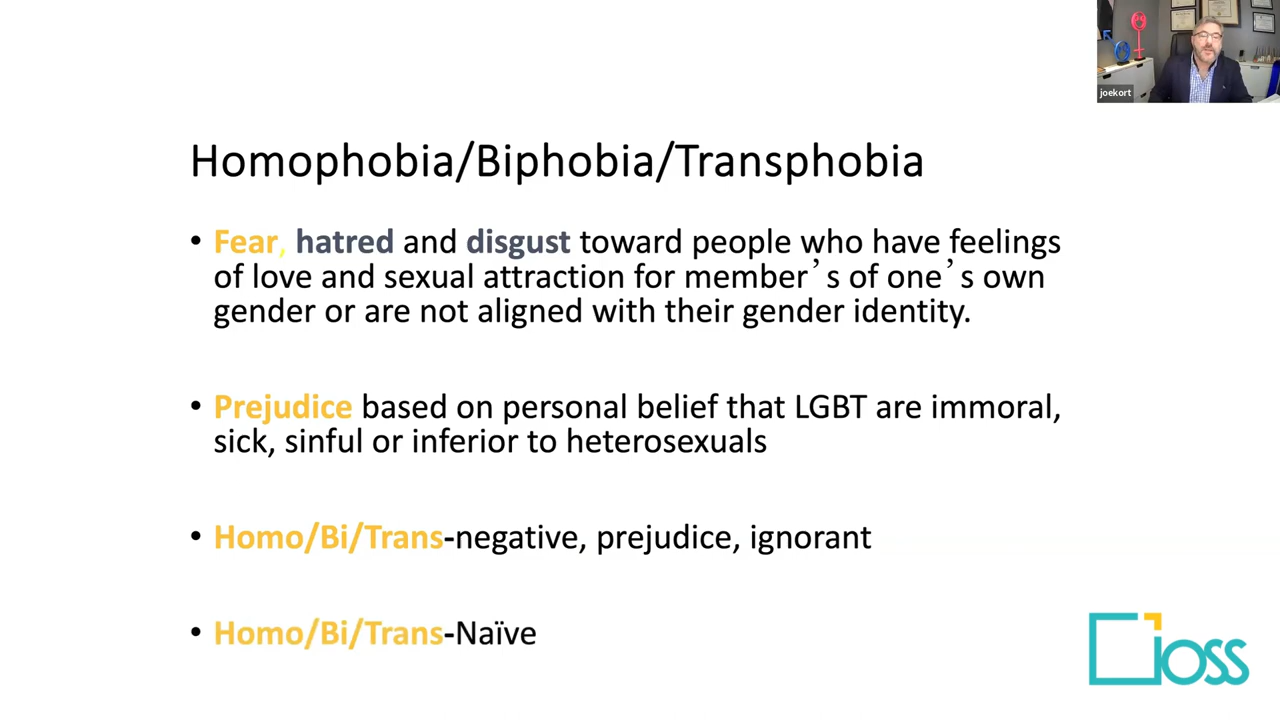 joekort
Homophobia/Biphobia/Transphobia
• Fear, hatred and disgust toward people who have feelings
of love and sexual attraction for member’s of one’s own
gender or are not aligned with their gender identity.
• Prejudice based on personal belief that LGBT are immoral,
sick, sinful or inferior to heterosexuals
• Homo/Bi/Trans-negative, prejudice, ignorant
• Homo/Bi/Trans-Naïve
ioss